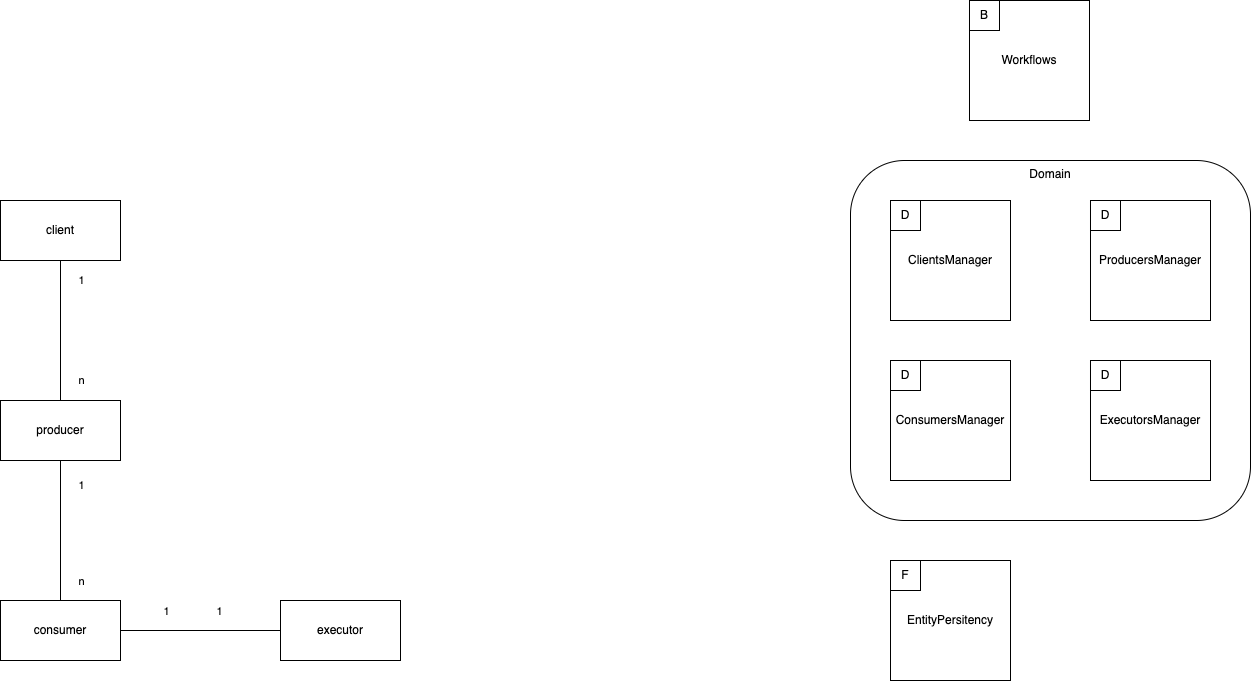 B
Workflows
Domain
client
D
ClientsManager
D
ProducersManager
1
n
producer
D
ConsumersManager
D
ExecutorsManager
1
n
consumer
1
1
executor
F
EntityPersitency